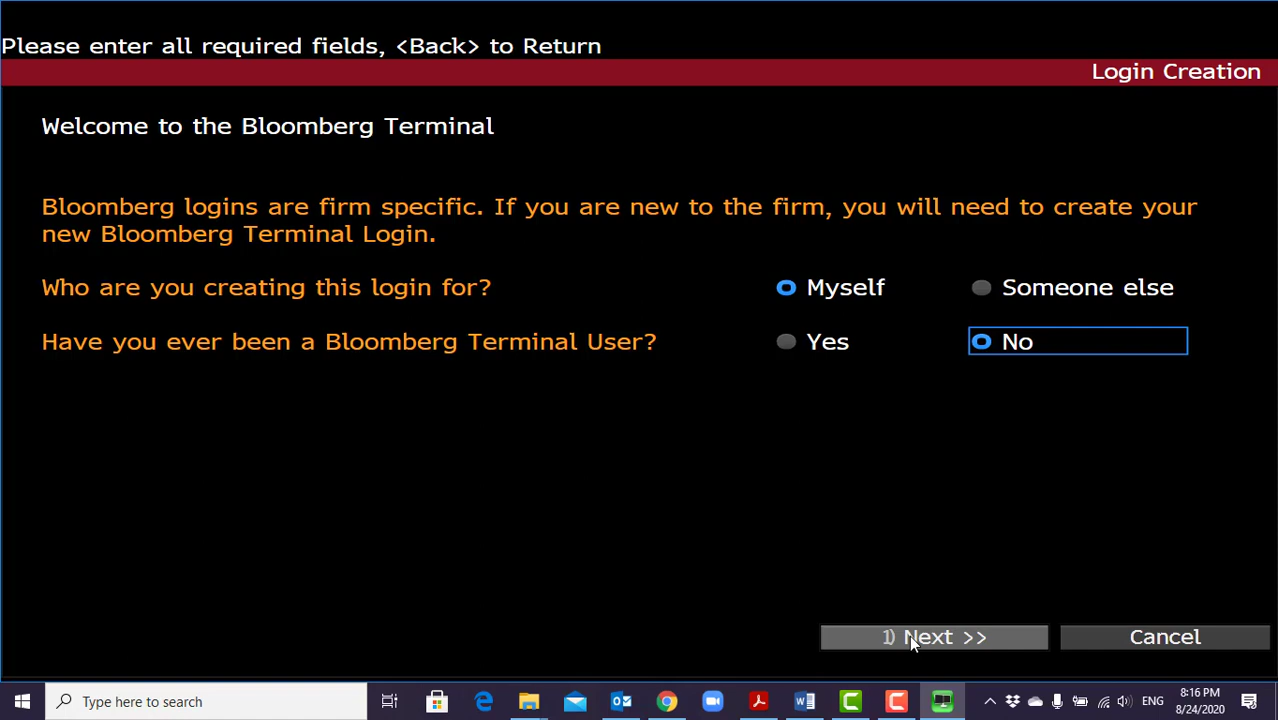 Please enter all required fields, <Back> to Return
Login Creation
Welcome to the Bloomberg Terminal
Bloomberg logins are firm specific. If you are new to the firm, you will need to create your
new Bloomberg Terminal Login.
Who are you creating this login for? Myself Someone else
Have you ever been a Bloomberg Terminal User? Yes No
1) Next >> Cancel
Type here to search
ENG
8:16 PM
8/24/2020